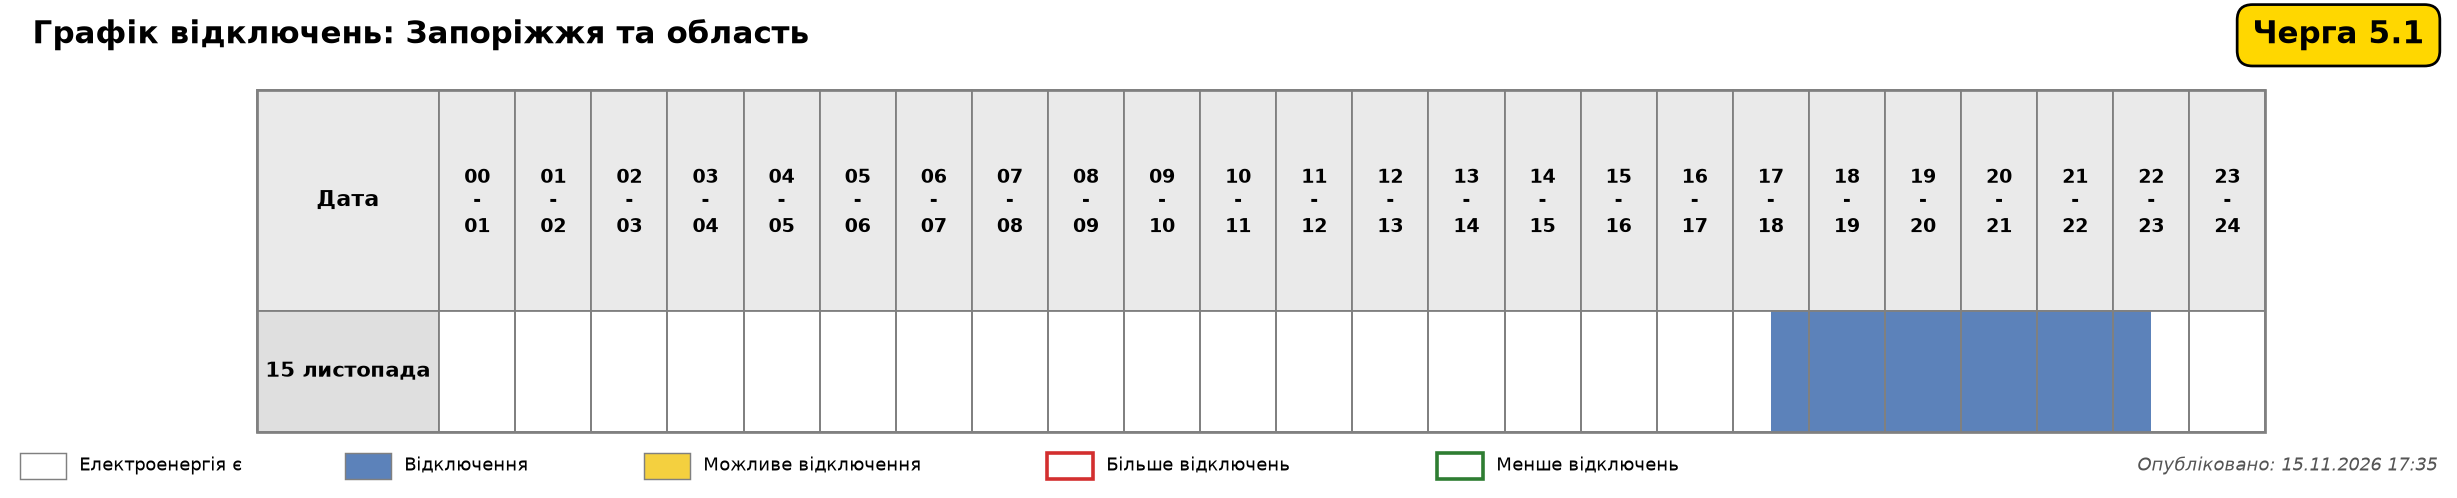 Графік відключень: Запоріжжя та область
Черга 5.1
Дата
00 - 01
01 - 02
02 - 03
03 - 04
04 - 05
05 - 06
06 - 07
07 - 08
08 - 09
09 - 10
10 - 11
11 - 12
12 - 13
13 - 14
14 - 15
15 - 16
16 - 17
17 - 18
18 - 19
19 - 20
20 - 21
21 - 22
22 - 23
23 - 24
15 листопада
Електроенергія є
Відключення
Можливе відключення
Більше відключень
Менше відключень
Опубліковано: 15.11.2026 17:35